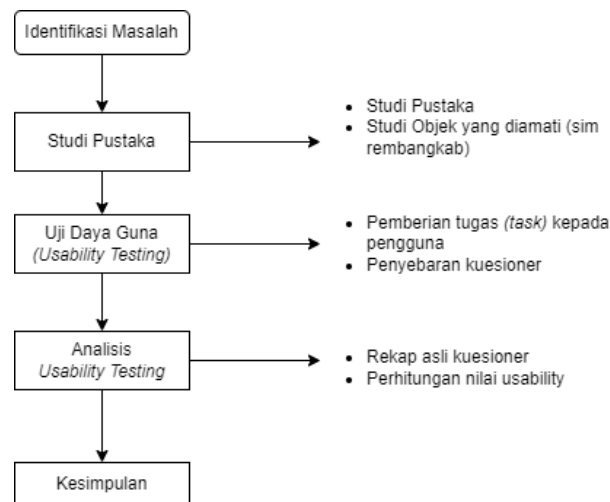 Identifikasi Masalah
Studi Pustaka
• Studi Pustaka
• Studi Objek yang diamati (sim
rembangkab)
Uji Daya Guna
(Usability Testing)
• Pemberian tugas (task) kepada
pengguna
• Penyebaran kuesioner
Analisis
Usability Testing
• Rekap asli kuesioner
• Perhitungan nilai usability
Kesimpulan